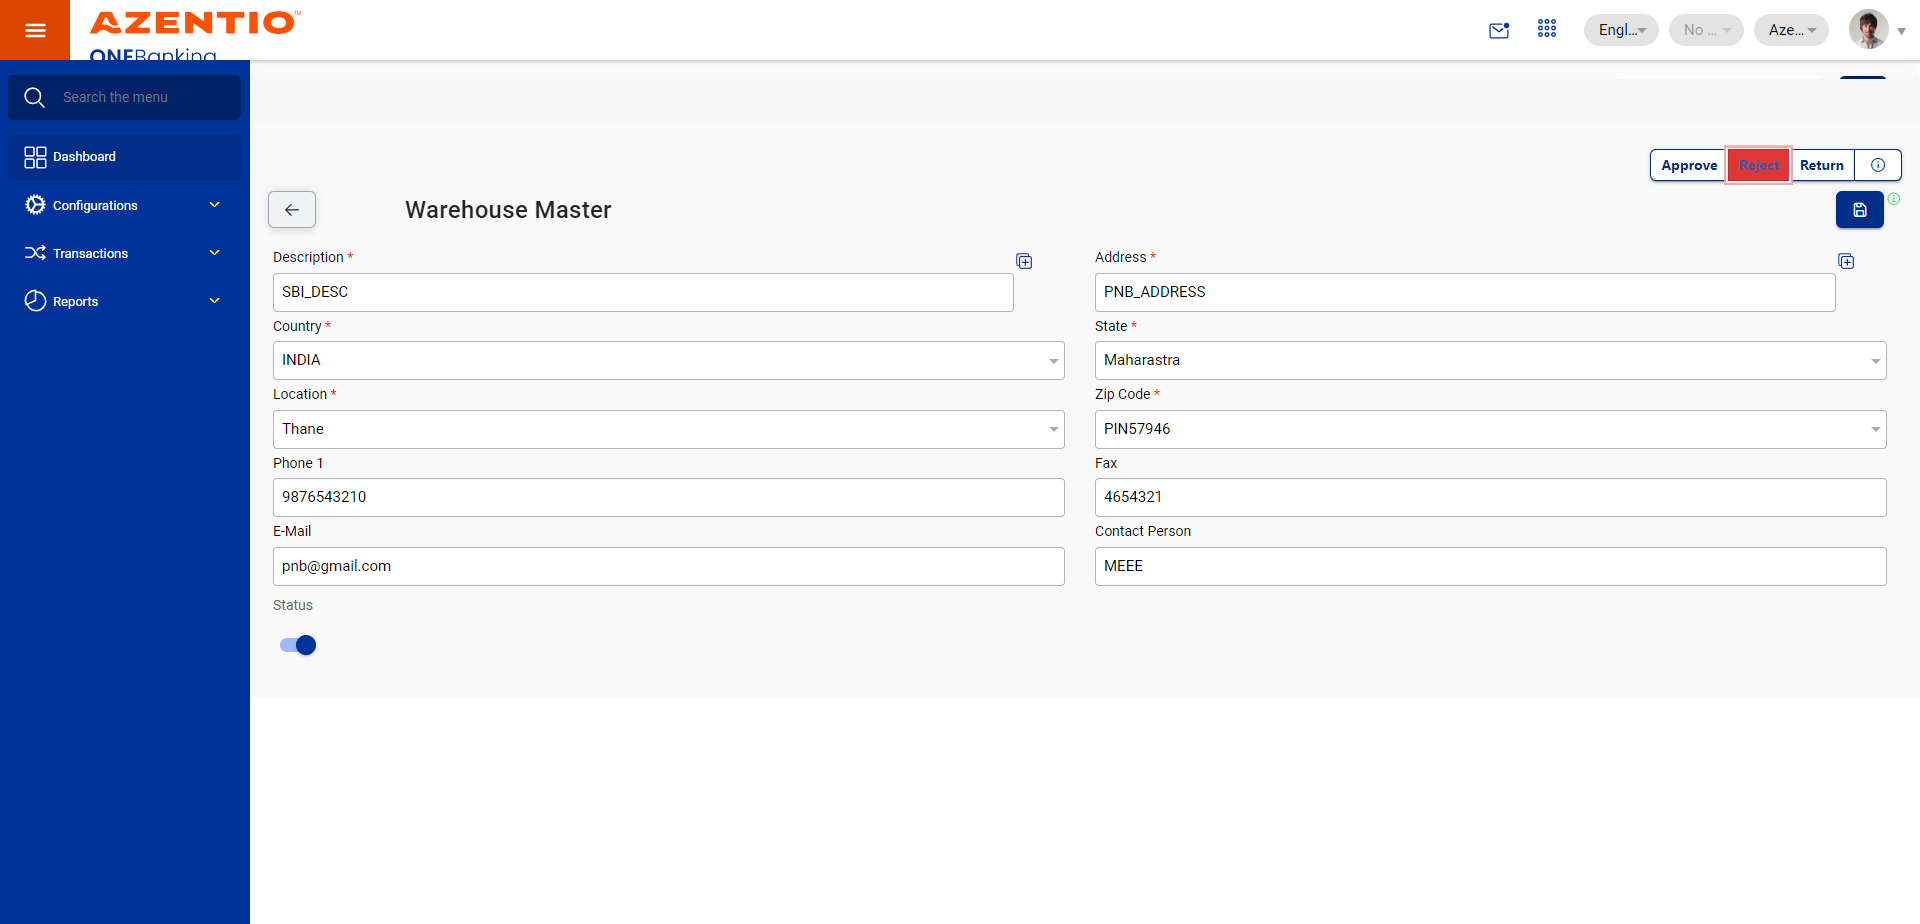 AZENTIO™
ONEBanking
Engl...
No ...
Aze...
Search the menu
Dashboard
Configurations
Transactions
Reports
Approve
Reject
Return
Warehouse Master
Description *
SBI_DESC
Address *
PNB_ADDRESS
Country *
INDIA
State *
Maharastra
Location *
Thane
Zip Code *
PIN57946
Phone 1
9876543210
Fax
4654321
E-Mail
pnb@gmail.com
Contact Person
MEEE
Status